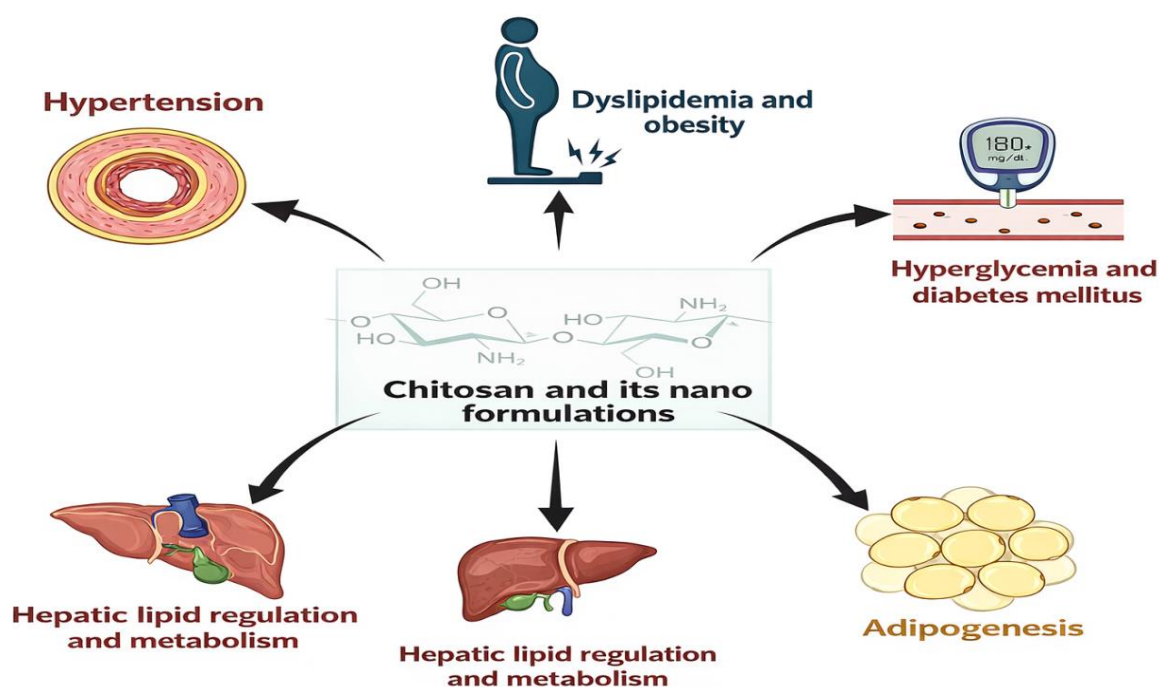 Hypertension
Dyslipidemia and
obesity
180
mg/dL
Hyperglycemia and
diabetes mellitus
OH
O
O
HO
NH₂
O
HO
NH₂
O
OH
Chitosan and its nano
formulations
Hepatic lipid regulation
and metabolism
Hepatic lipid regulation
and metabolism
Adipogenesis